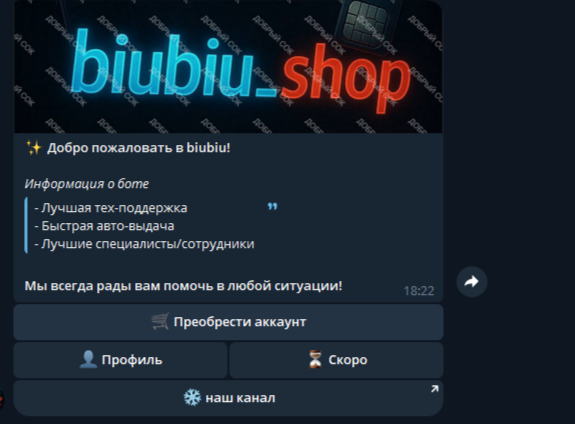 biubiu_shop
ДОБРЫЙ СОК
✨ Добро пожаловать в biubiu!
Информация о боте
- Лучшая тех-поддержка
- Быстрая авто-выдача
- Лучшие специалисты/сотрудники
Мы всегда рады вам помочь в любой ситуации!
18:22
🛒 Преобрести аккаунт
👤 Профиль
⏳ Скоро
❄️ наш канал